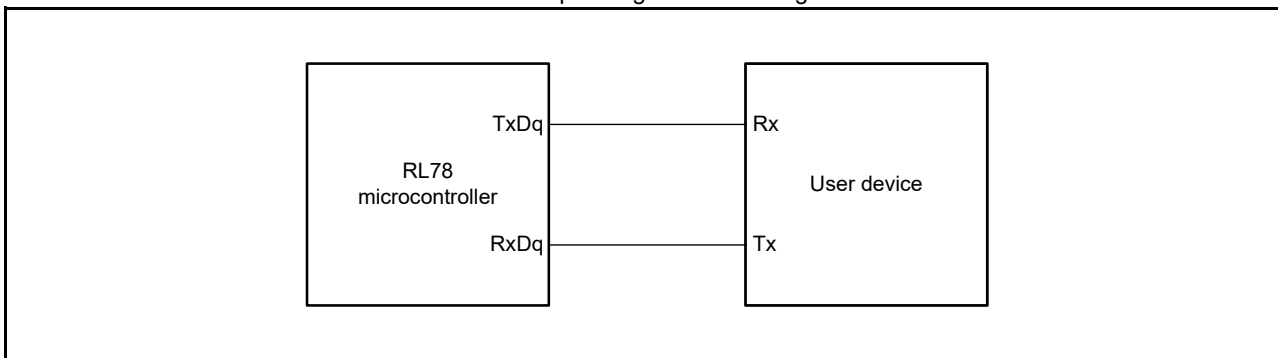 TxDq
Rx
RL78
microcontroller
User device
RxDq
Tx